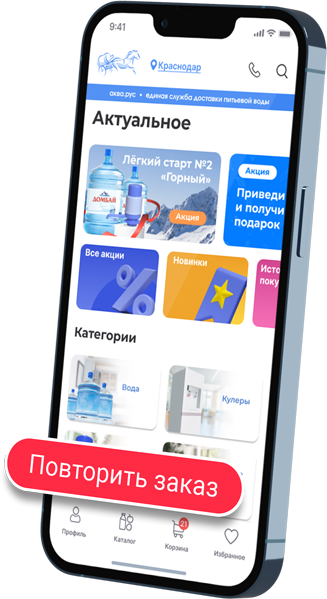 9:41
Краснодар
аква.рус • единая служба доставки питьевой воды
Актуальное
Лёгкий старт №2
«Горный»
ДОМБАЙ
Акция
Акция
Приведи
и получи
подарок
Все акции
Новинки
Исто
поку
Категории
Вода
Кулеры
Повторить заказ
21
Профиль
Каталог
Корзина
Избранное